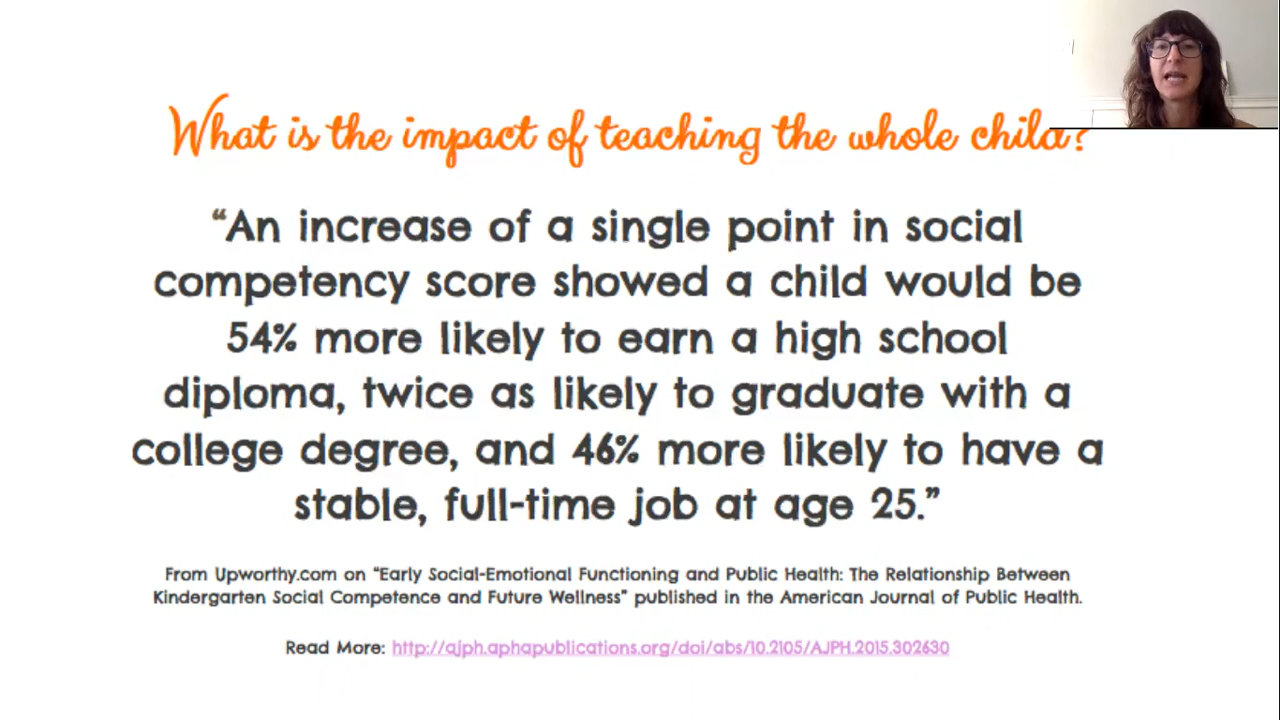 What is the impact of teaching the whole child?
“An increase of a single point in social
competency score showed a child would be
54% more likely to earn a high school
diploma, twice as likely to graduate with a
college degree, and 46% more likely to have a
stable, full-time job at age 25.”
From Upworthy.com on “Early Social-Emotional Functioning and Public Health: The Relationship Between
Kindergarten Social Competence and Future Wellness” published in the American Journal of Public Health.
Read More: http://ajph.aphapublications.org/doi/abs/10.2105/AJPH.2015.302630